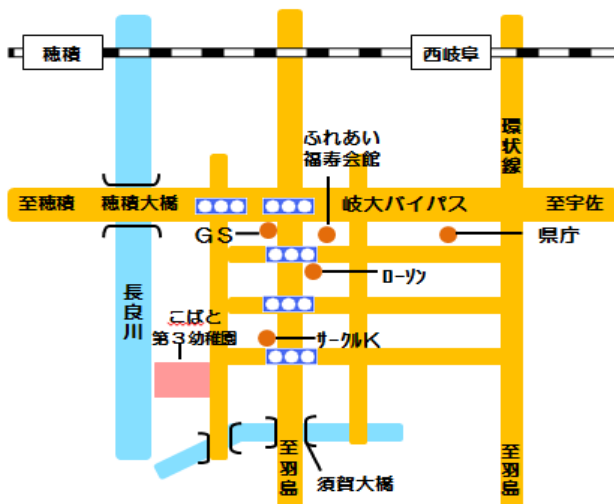 穂積
西岐阜
環状線
ふれあい
福寿会館
至穂積
穂積大橋
岐大バイパス
至宇佐
GS
県庁
ローソン
長良川
こばと
第3幼稚園
サークルK
至羽島
須賀大橋
至羽島